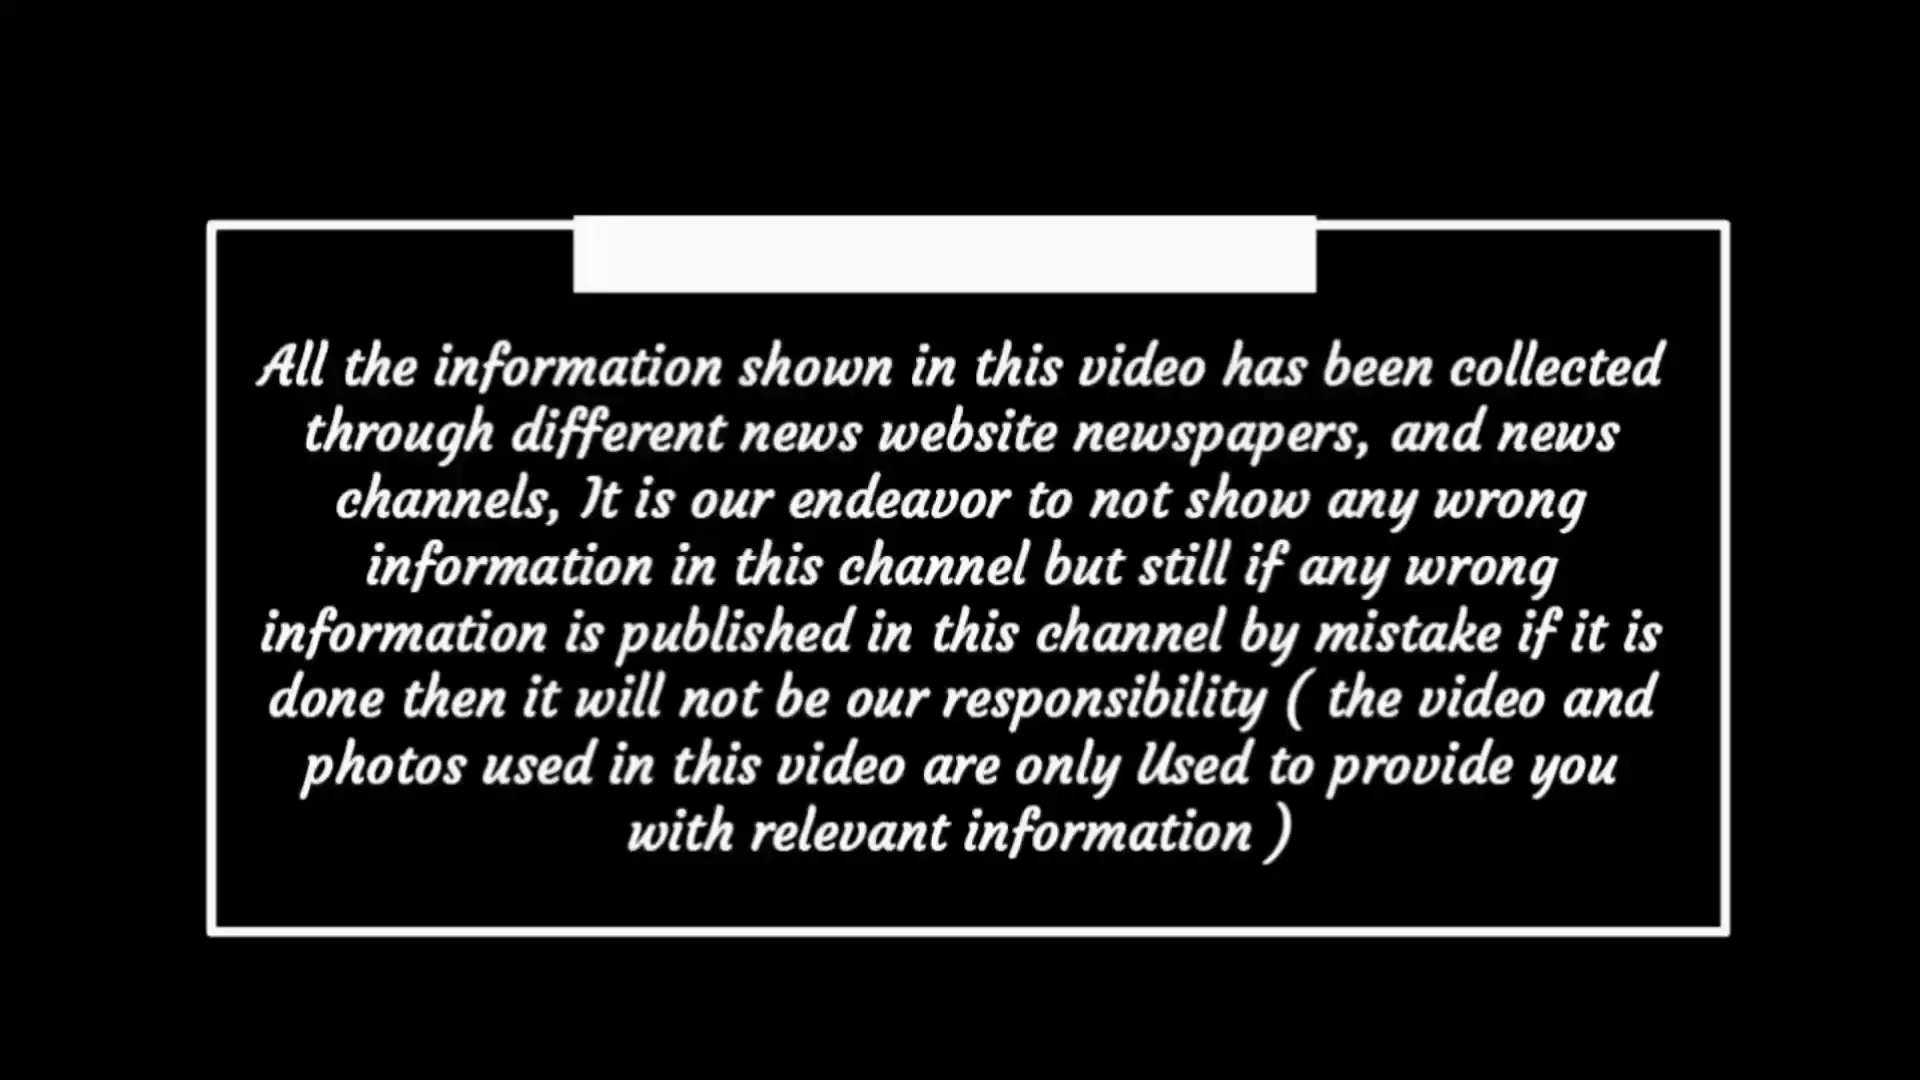 All the information shown in this video has been collected
through different news website newspapers, and news
channels, It is our endeavor to not show any wrong
information in this channel but still if any wrong
information is published in this channel by mistake if it is
done then it will not be our responsibility ( the video and
photos used in this video are only Used to provide you
with relevant information )